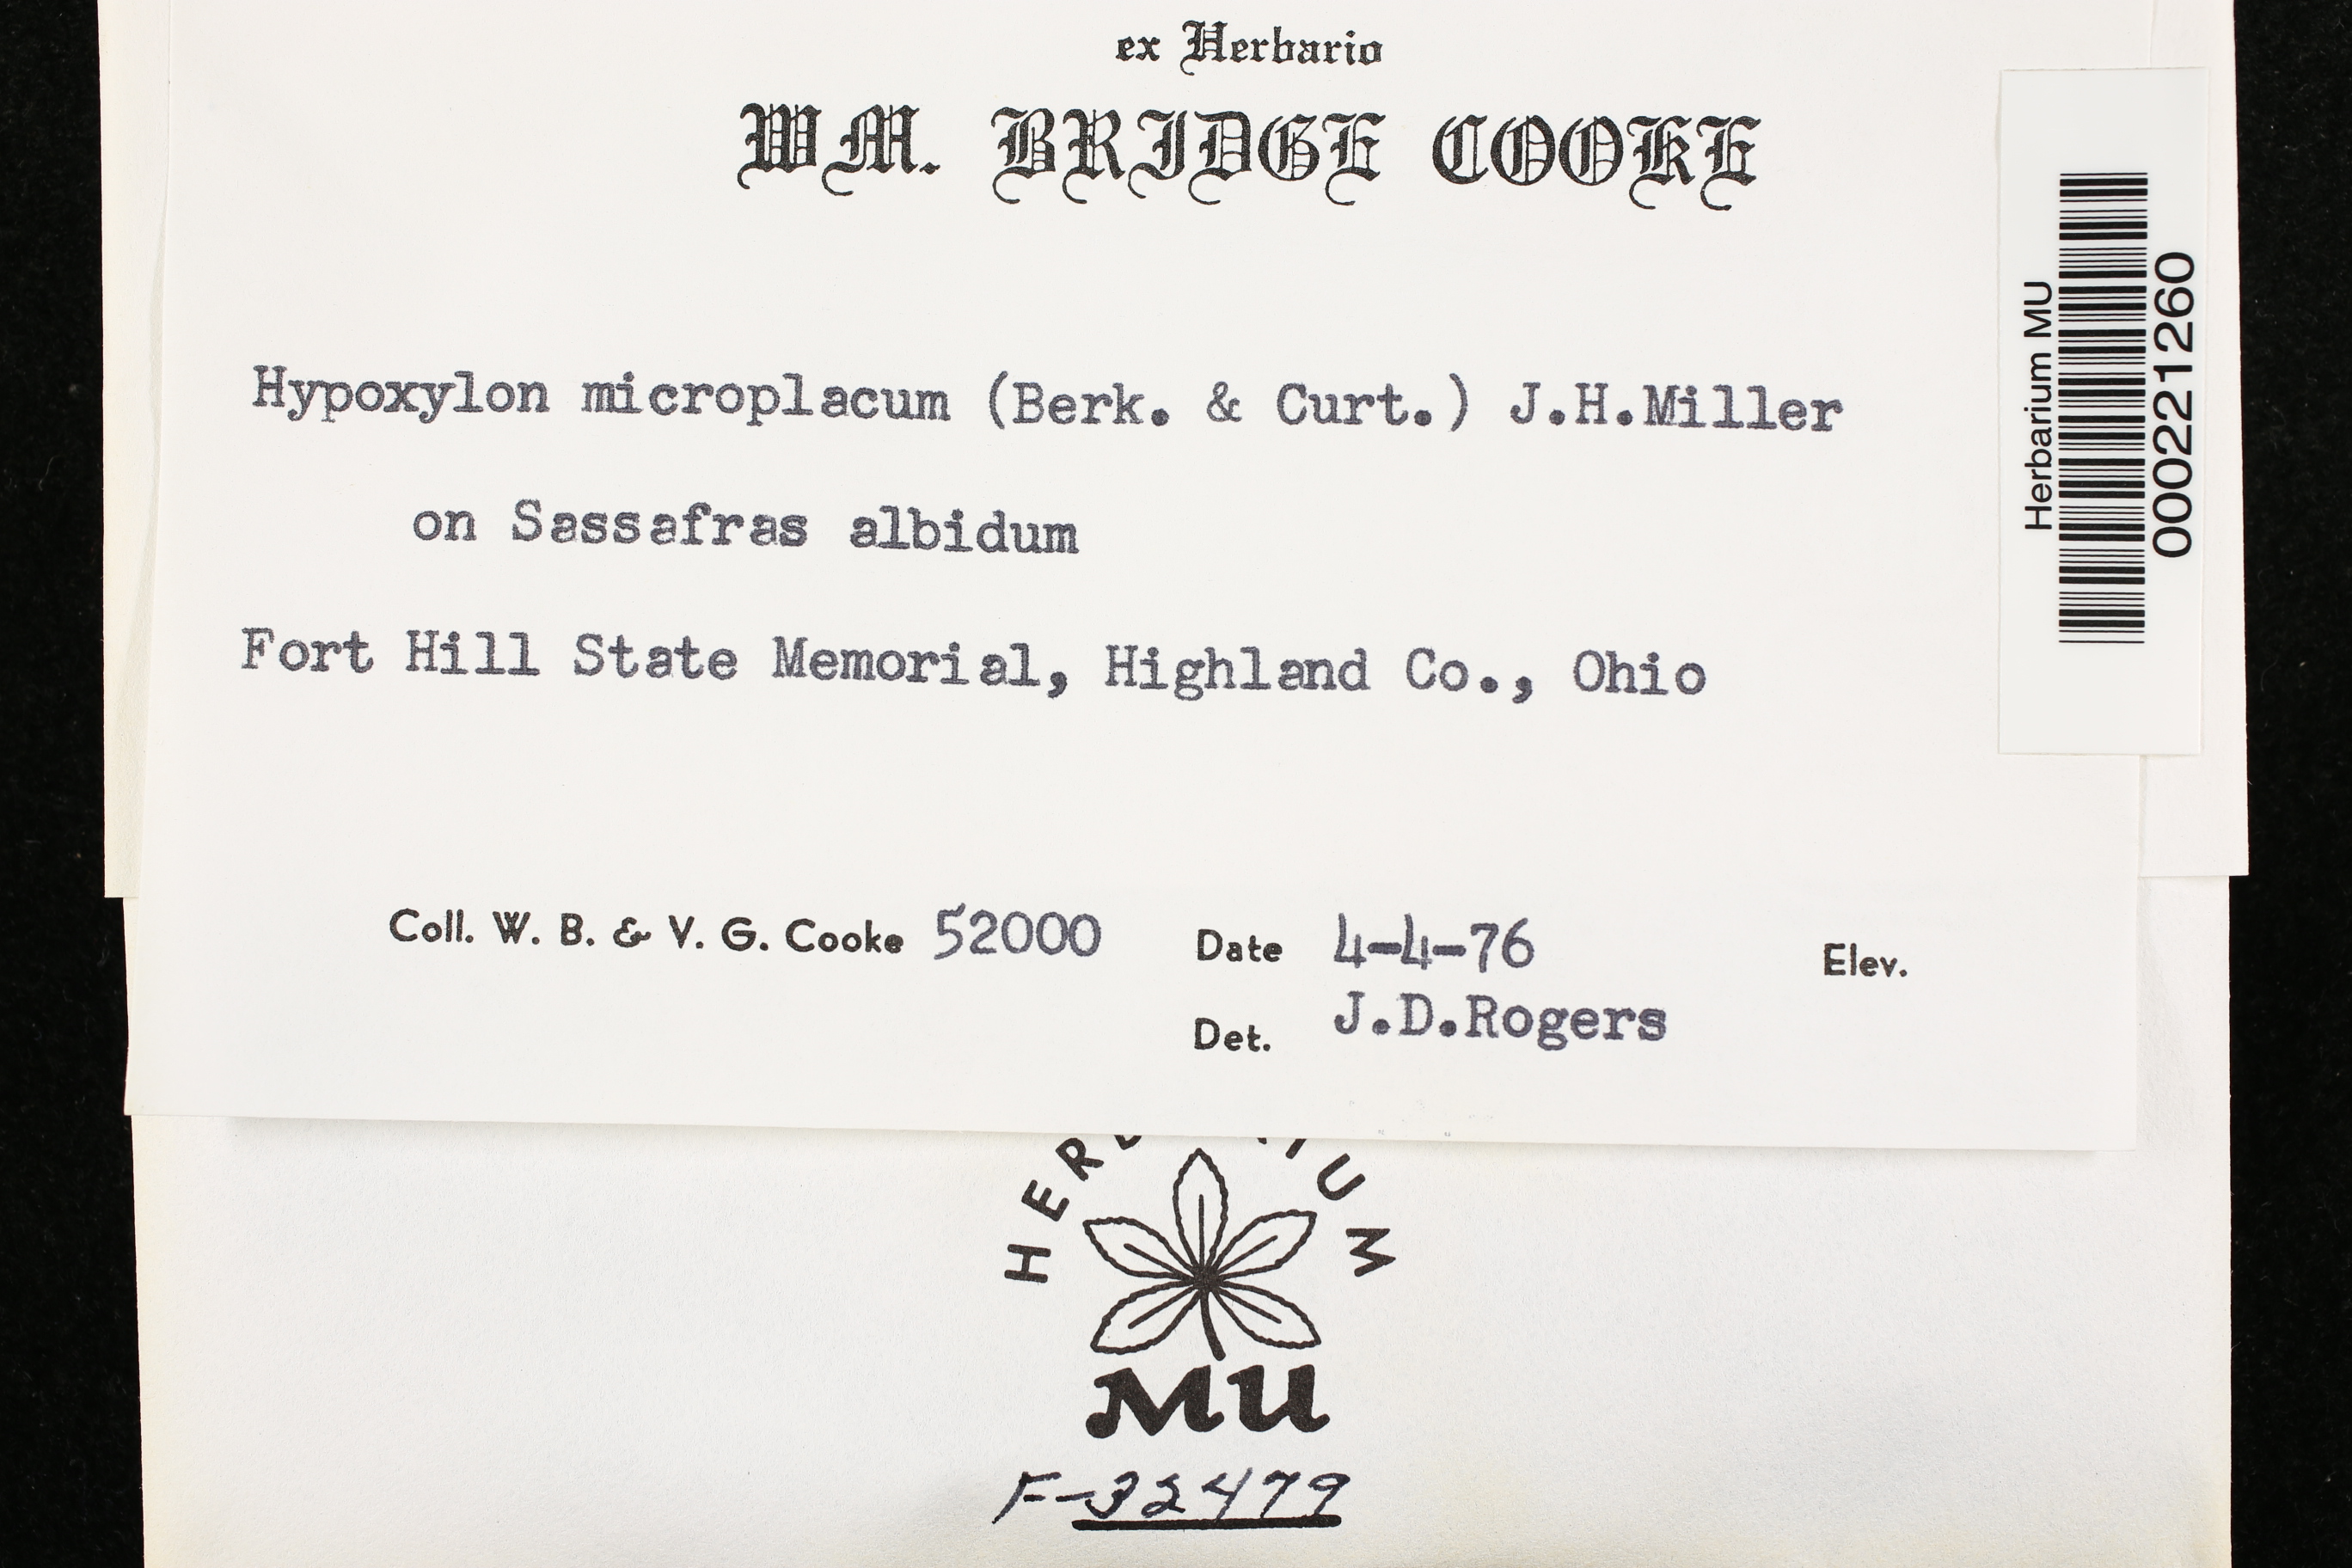 ex Herbario
WM. BRIDGE COOKE
Hypoxylon microplacum (Berk. & Curt.) J.H.Miller
on Sassafras albidum
Fort Hill State Memorial, Highland Co., Ohio
Coll. W. B. & V. G. Cooke 52000 Date 4-4-76 Elev.
Det. J.D.Rogers
Herbarium MU
000221260
MU
F-32479